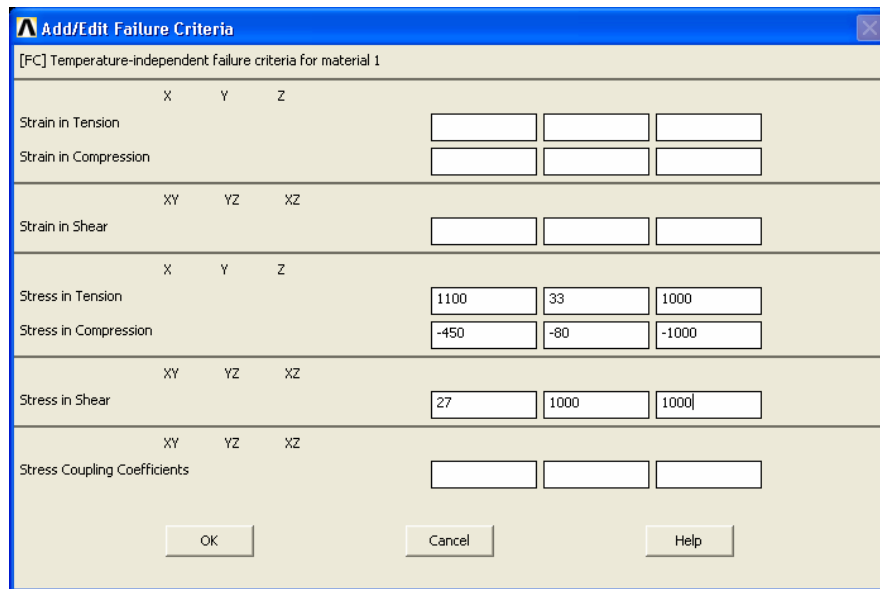 Add/Edit Failure Criteria
[FC] Temperature-independent failure criteria for material 1
X Y Z
Strain in Tension
Strain in Compression
XY YZ XZ
Strain in Shear
X Y Z
Stress in Tension 1100 33 1000
Stress in Compression -450 -80 -1000
XY YZ XZ
Stress in Shear 27 1000 1000
XY YZ XZ
Stress Coupling Coefficients
OK Cancel Help